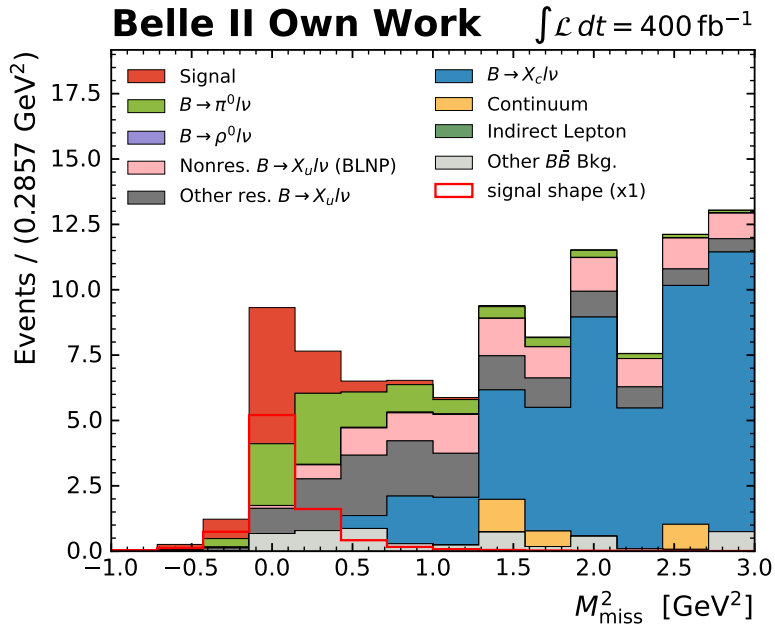 Belle II Own Work
∫ℒ dt = 400 fb⁻¹
Events / (0.2857 GeV²)
17.5
15.0
12.5
10.0
7.5
5.0
2.5
0.0
Signal
B → π⁰lν
B → ρ⁰lν
Nonres. B → Xᵤlν (BLNP)
Other res. B → Xᵤlν
B → X_clν
Continuum
Indirect Lepton
Other BB̄ Bkg.
signal shape (x1)
−1.0 −0.5 0.0 0.5 1.0 1.5 2.0 2.5 3.0
M²_miss [GeV²]